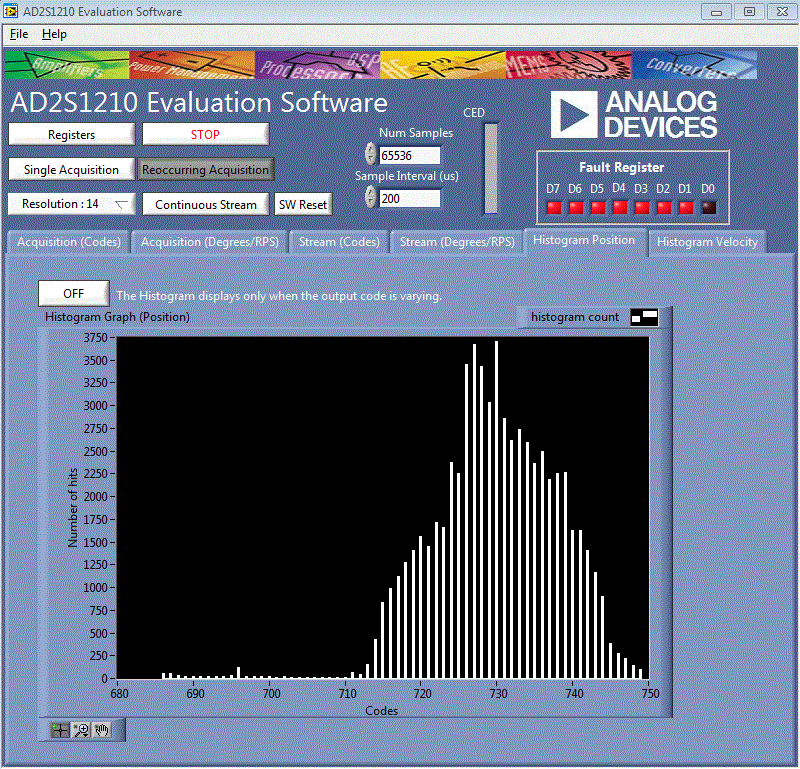 AD2S1210 Evaluation Software
File Help
Amplifiers Power Management Processors DSP MEMS Converters
AD2S1210 Evaluation Software
CED
ANALOG
DEVICES
Registers STOP
Num Samples
65536
Single Acquisition Reoccurring Acquisition
Sample Interval (us)
200
Resolution : 14 Continuous Stream SW Reset
Fault Register
D7 D6 D5 D4 D3 D2 D1 D0
Acquisition (Codes) Acquisition (Degrees/RPS) Stream (Codes) Stream (Degrees/RPS) Histogram Position Histogram Velocity
OFF The Histogram displays only when the output code is varying.
Histogram Graph (Position) histogram count
3750
3500
3250
3000
2750
2500
2250
2000
1750
1500
1250
1000
750
500
250
0
Number of hits
680 690 700 710 720 730 740 750
Codes